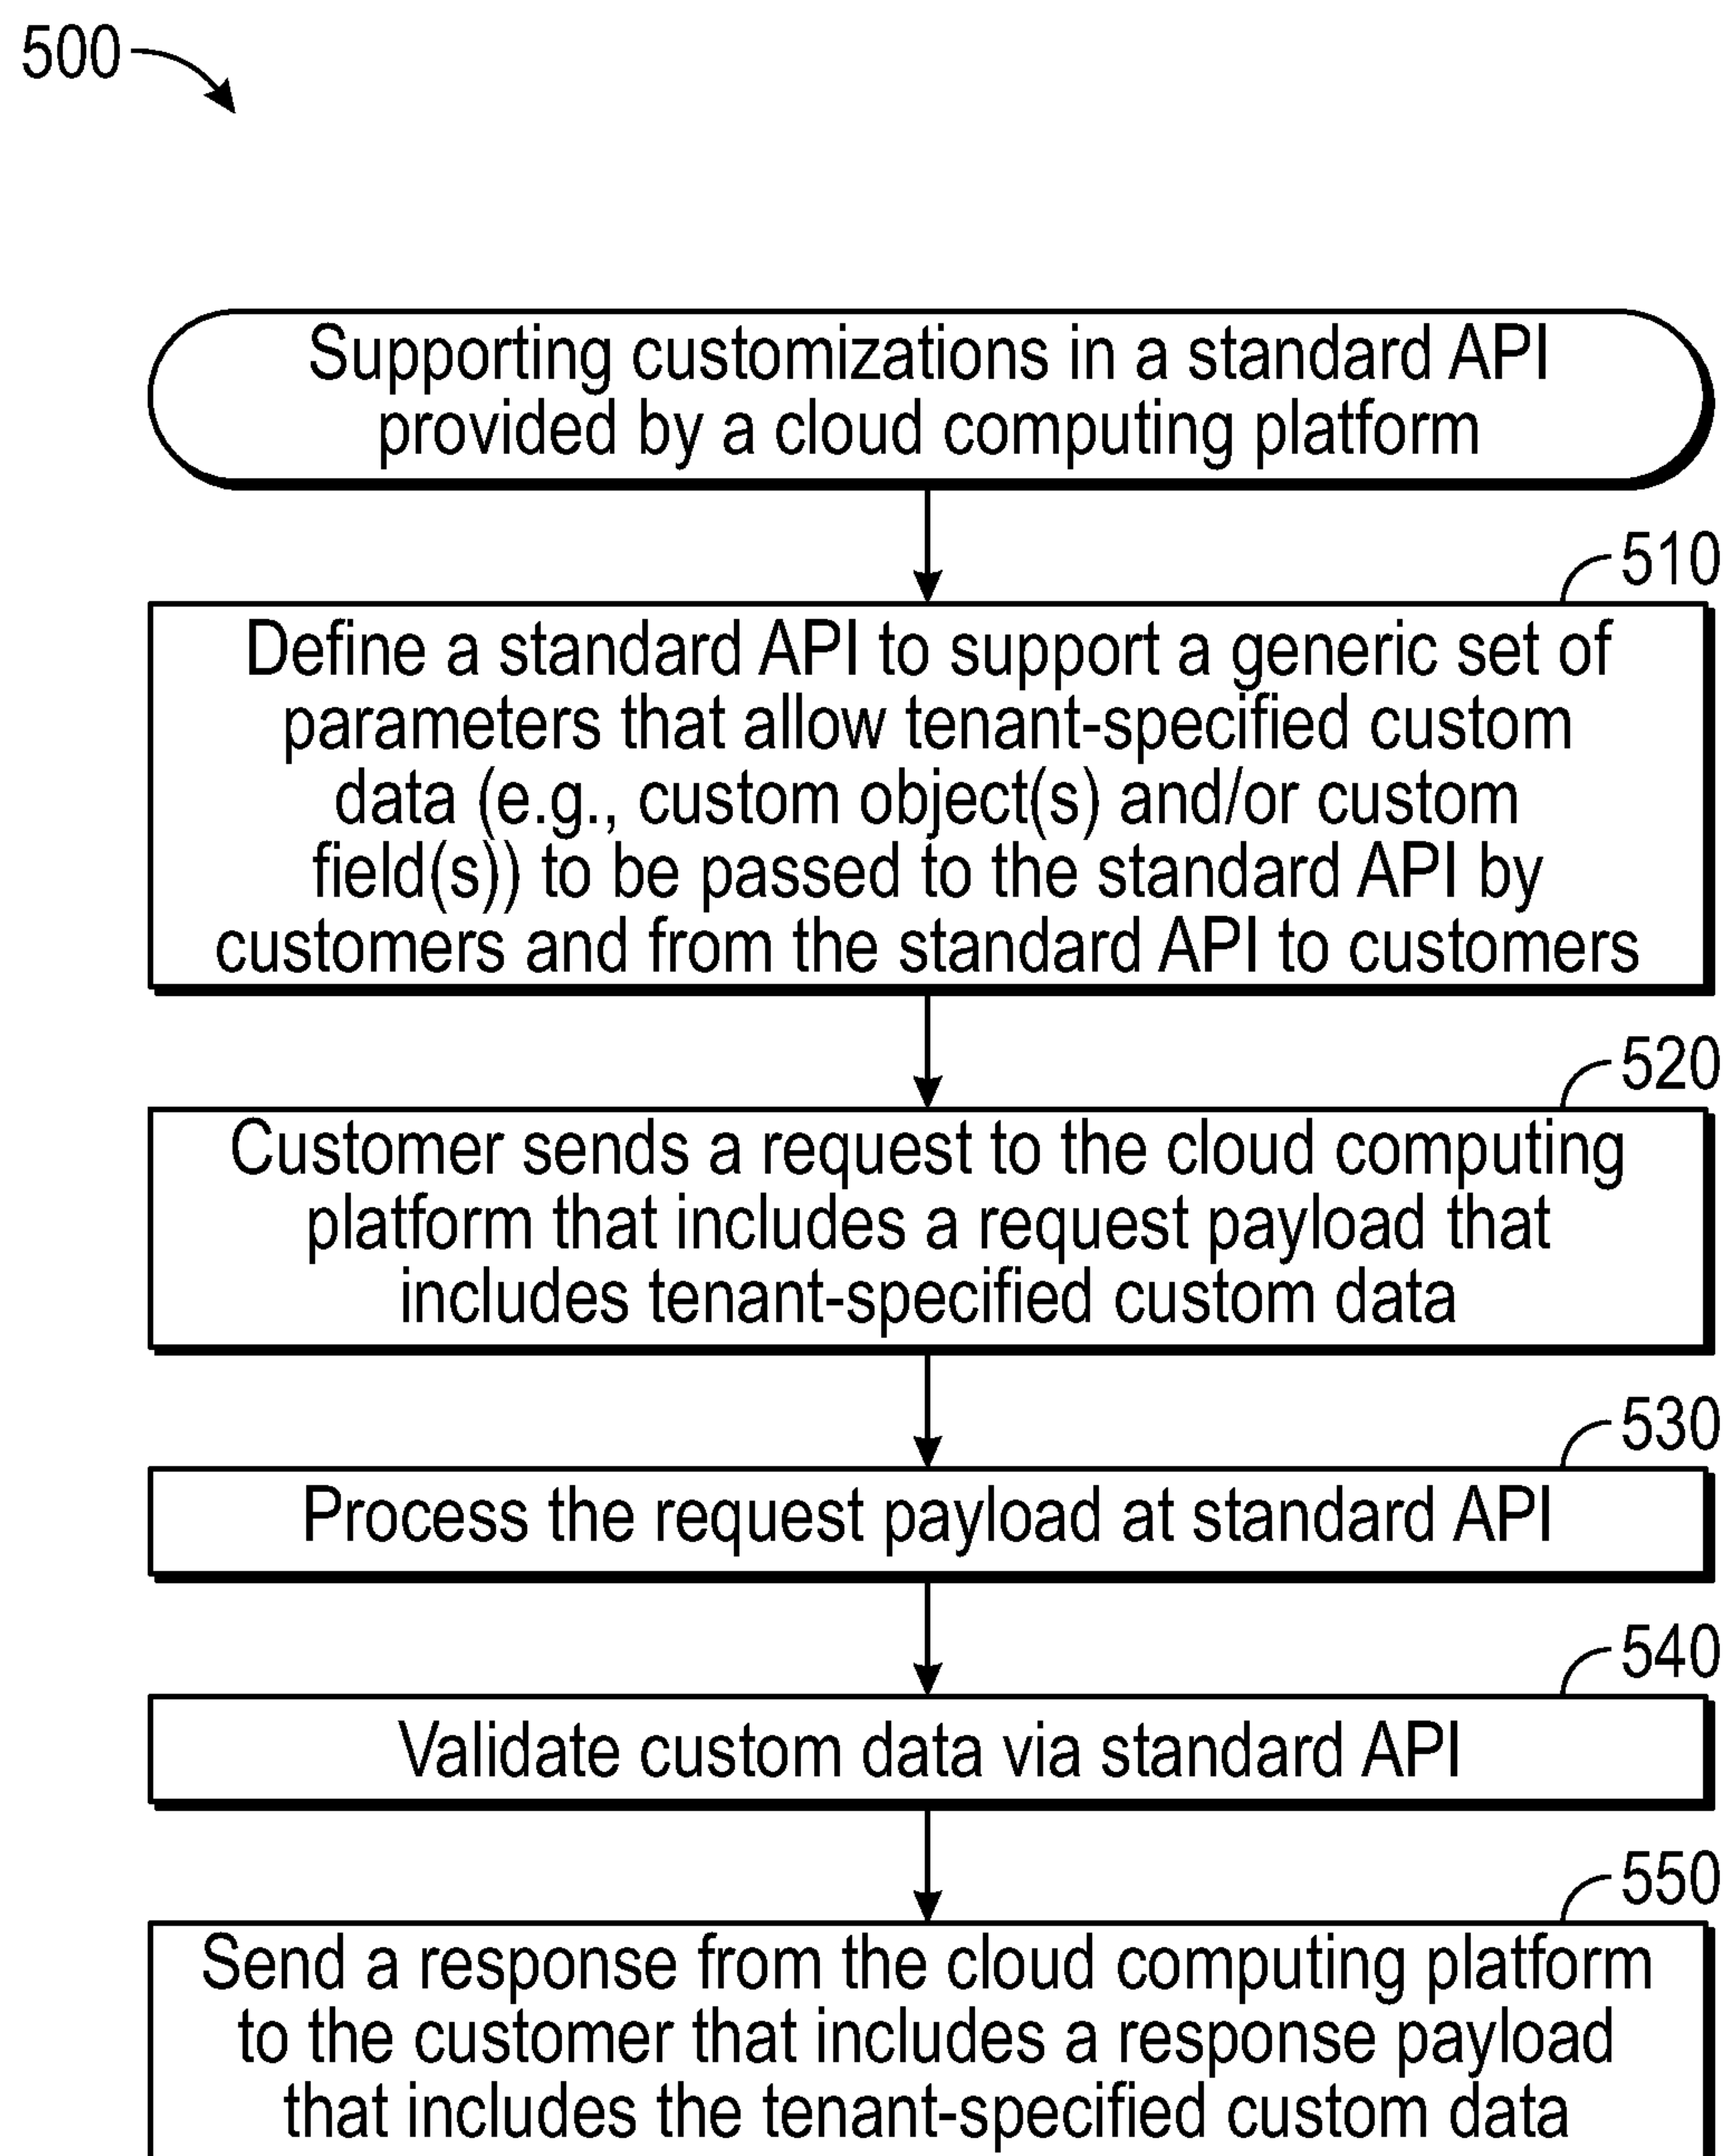 500
Supporting customizations in a standard API
provided by a cloud computing platform
510
Define a standard API to support a generic set of
parameters that allow tenant-specified custom
data (e.g., custom object(s) and/or custom
field(s)) to be passed to the standard API by
customers and from the standard API to customers
520
Customer sends a request to the cloud computing
platform that includes a request payload that
includes tenant-specified custom data
530
Process the request payload at standard API
540
Validate custom data via standard API
550
Send a response from the cloud computing platform
to the customer that includes a response payload
that includes the tenant-specified custom data